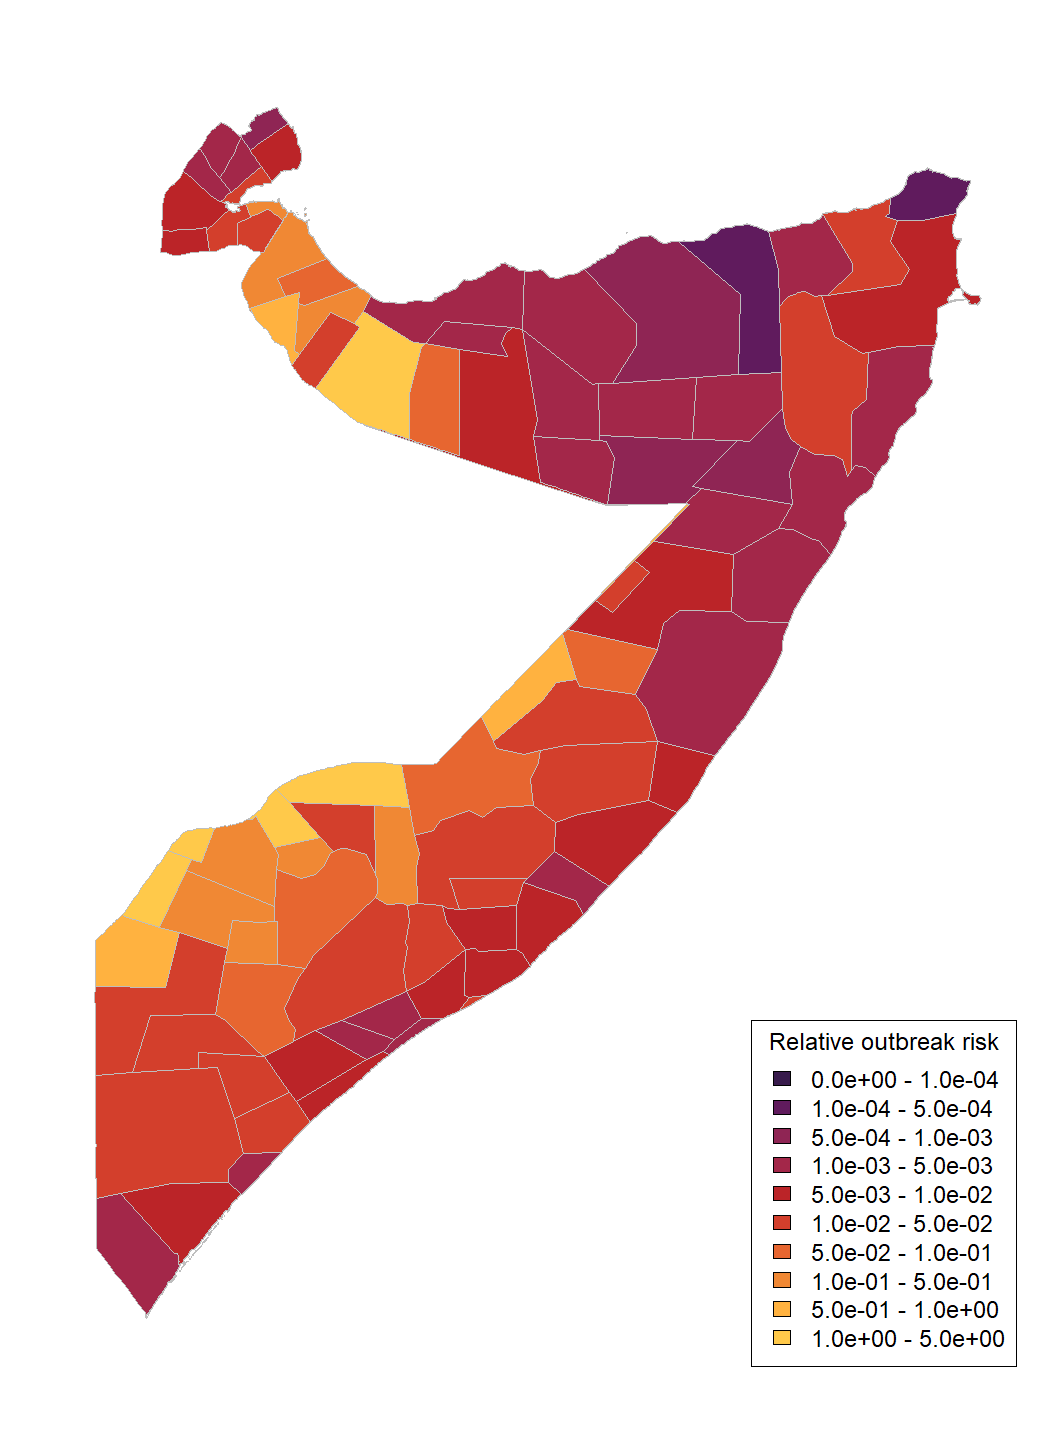 Relative outbreak risk
0.0e+00 - 1.0e-04
1.0e-04 - 5.0e-04
5.0e-04 - 1.0e-03
1.0e-03 - 5.0e-03
5.0e-03 - 1.0e-02
1.0e-02 - 5.0e-02
5.0e-02 - 1.0e-01
1.0e-01 - 5.0e-01
5.0e-01 - 1.0e+00
1.0e+00 - 5.0e+00